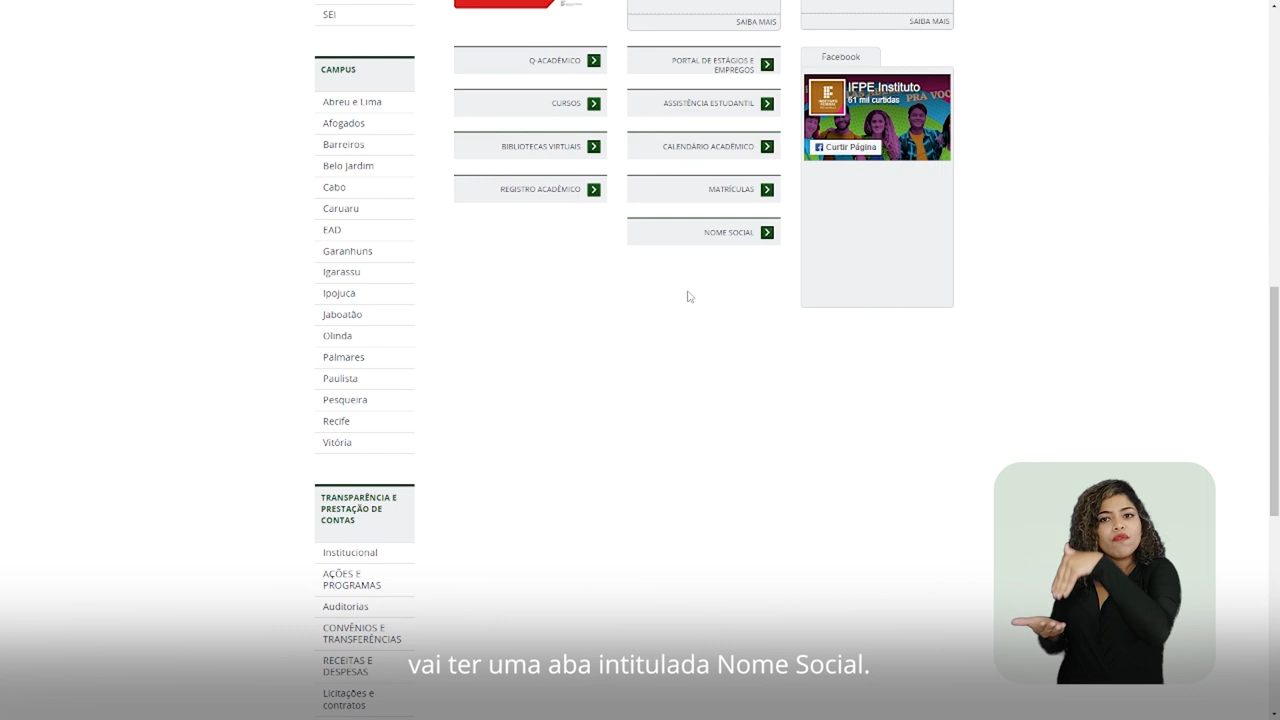 SEI
CAMPUS
Abreu e Lima
Afogados
Barreiros
Belo Jardim
Cabo
Caruaru
EAD
Garanhuns
Igarassu
Ipojuca
Jaboatão
Olinda
Palmares
Paulista
Pesqueira
Recife
Vitória
TRANSPARÊNCIA E
PRESTAÇÃO DE
CONTAS
Institucional
AÇÕES E
PROGRAMAS
Auditorias
CONVÊNIOS E
TRANSFERÊNCIAS
RECEITAS E
DESPESAS
Licitações e
contratos
Q-ACADÊMICO
CURSOS
BIBLIOTECAS VIRTUAIS
REGISTRO ACADÊMICO
SAIBA MAIS
PORTAL DE ESTÁGIOS E
EMPREGOS
ASSISTÊNCIA ESTUDANTIL
CALENDÁRIO ACADÊMICO
MATRÍCULAS
NOME SOCIAL
SAIBA MAIS
Facebook
IFPE Instituto
61 mil curtidas
PRA VOC
Curtir Página
vai ter uma aba intitulada Nome Social.